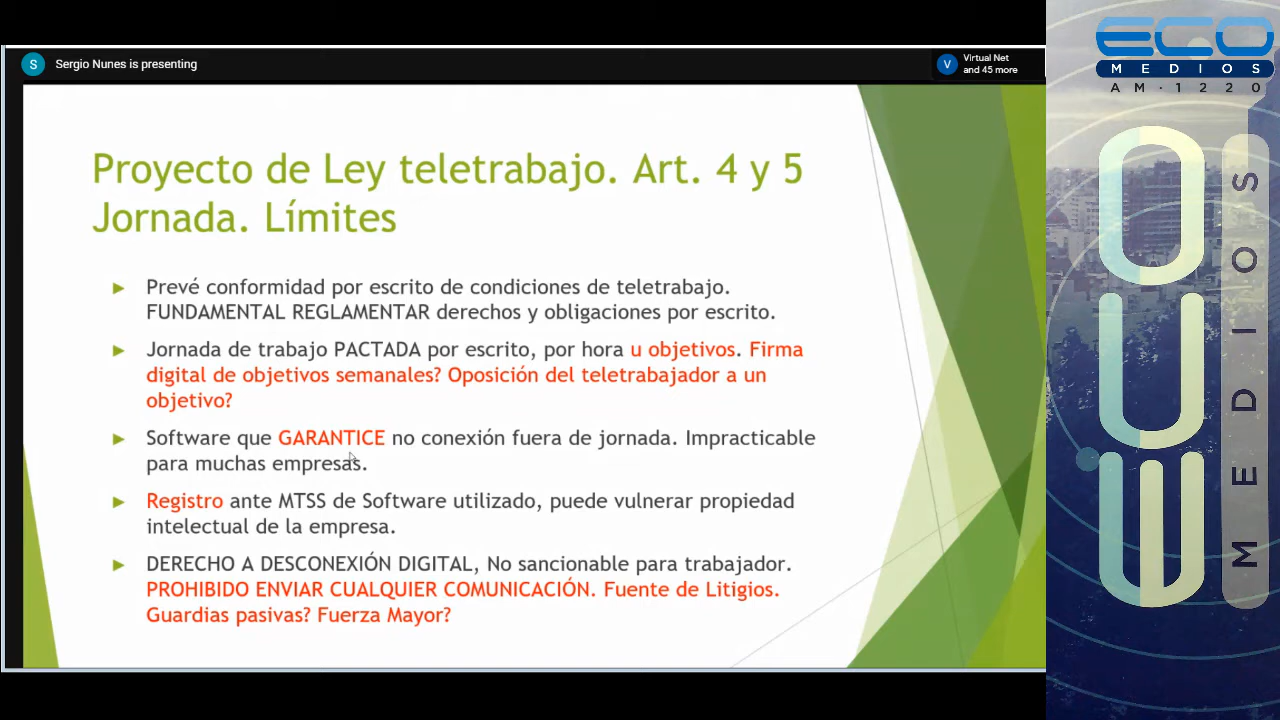 S
Sergio Nunes is presenting
V
Virtual Net
and 45 more
Proyecto de Ley teletrabajo. Art. 4 y 5
Jornada. Límites
Prevé conformidad por escrito de condiciones de teletrabajo.
FUNDAMENTAL REGLAMENTAR derechos y obligaciones por escrito.
Jornada de trabajo PACTADA por escrito, por hora u objetivos. Firma
digital de objetivos semanales? Oposición del teletrabajador a un
objetivo?
Software que GARANTICE no conexión fuera de jornada. Impracticable
para muchas empresas.
Registro ante MTSS de Software utilizado, puede vulnerar propiedad
intelectual de la empresa.
DERECHO A DESCONEXIÓN DIGITAL, No sancionable para trabajador.
PROHIBIDO ENVIAR CUALQUIER COMUNICACIÓN. Fuente de Litigios.
Guardias pasivas? Fuerza Mayor?
ECO
MEDIOS
AM·1220
ECO
MEDIOS